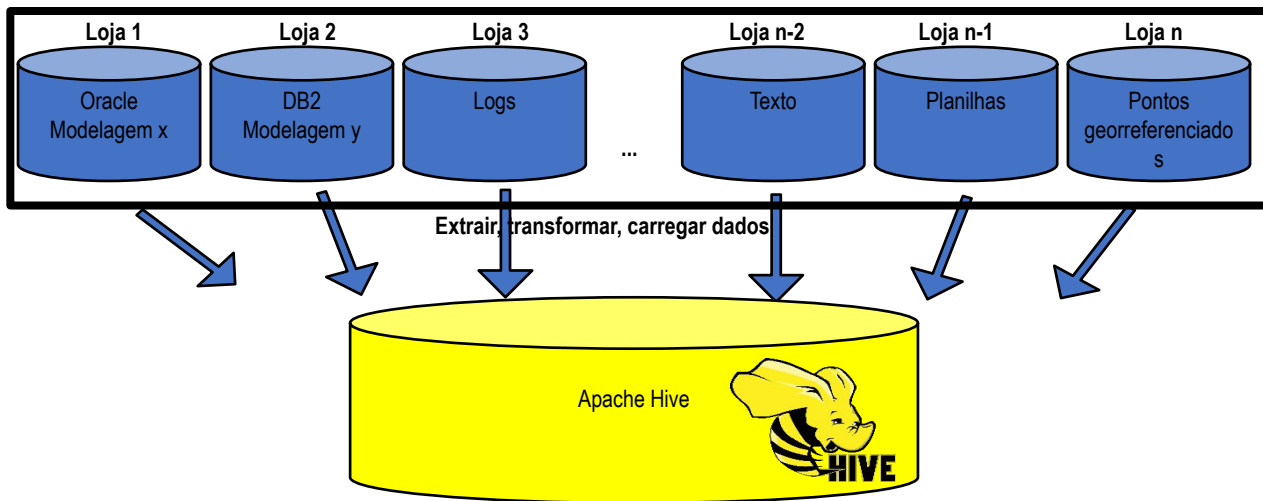 Loja 1
Loja 2
Loja 3
Loja n-2
Loja n-1
Loja n
Oracle
Modelagem x
DB2
Modelagem y
Logs
...
Texto
Planilhas
Pontos
georreferenciado
s
Extrair, transformar, carregar dados
Apache Hive
HIVE